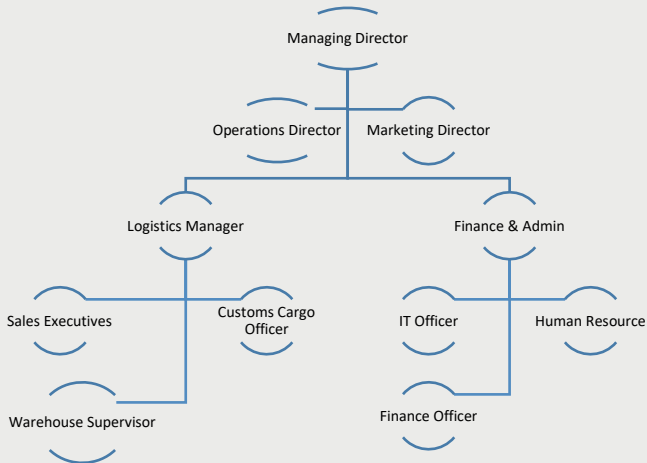 Managing Director
Operations Director
Marketing Director
Logistics Manager
Finance & Admin
Sales Executives
Customs Cargo
Officer
IT Officer
Human Resource
Warehouse Supervisor
Finance Officer